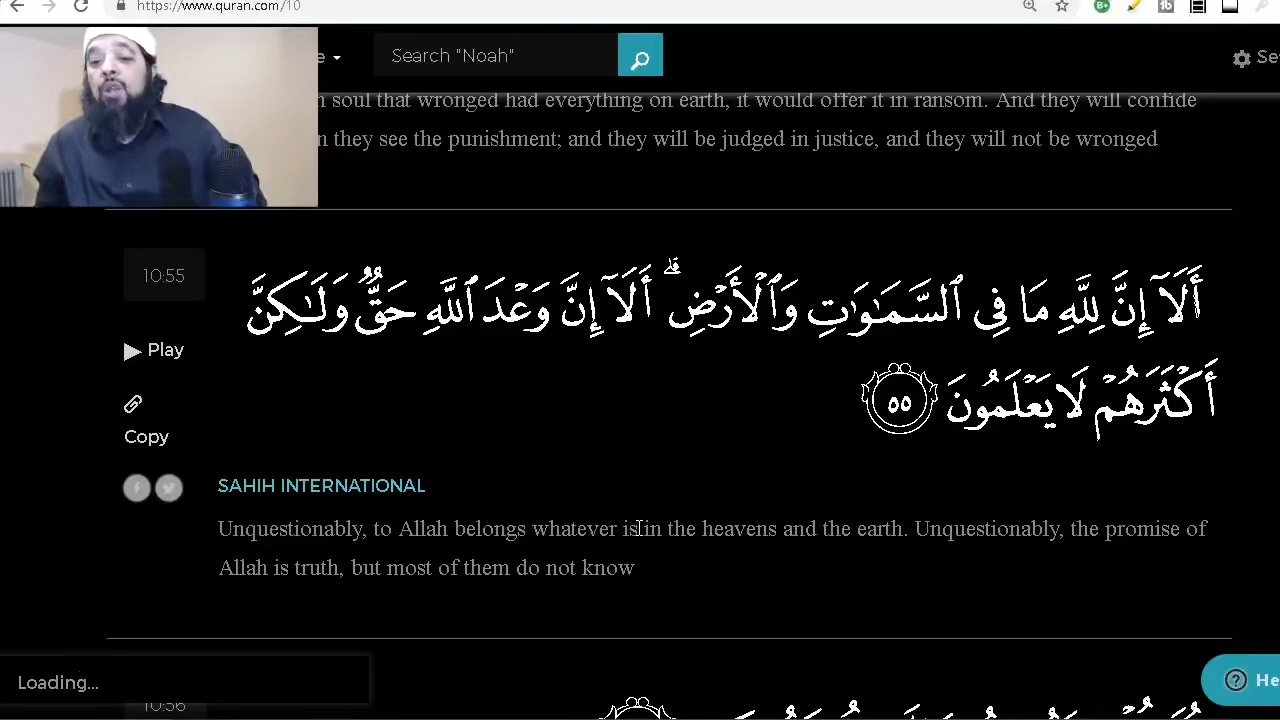 https://www.quran.com/10
Search "Noah"
soul that wronged had everything on earth, it would offer it in ransom. And they will confide
they see the punishment; and they will be judged in justice, and they will not be wronged
10:55
أَلَآ إِنَّ لِلَّهِ مَا فِى ٱلسَّمَـٰوَٰتِ وَٱلْأَرْضِ ۗ أَلَآ إِنَّ وَعْدَ ٱللَّهِ حَقٌّ وَلَـٰكِنَّ
أَكْثَرَهُمْ لَا يَعْلَمُونَ ٥٥
Play
Copy
SAHIH INTERNATIONAL
Unquestionably, to Allah belongs whatever is in the heavens and the earth. Unquestionably, the promise of
Allah is truth, but most of them do not know
Loading...
10:56